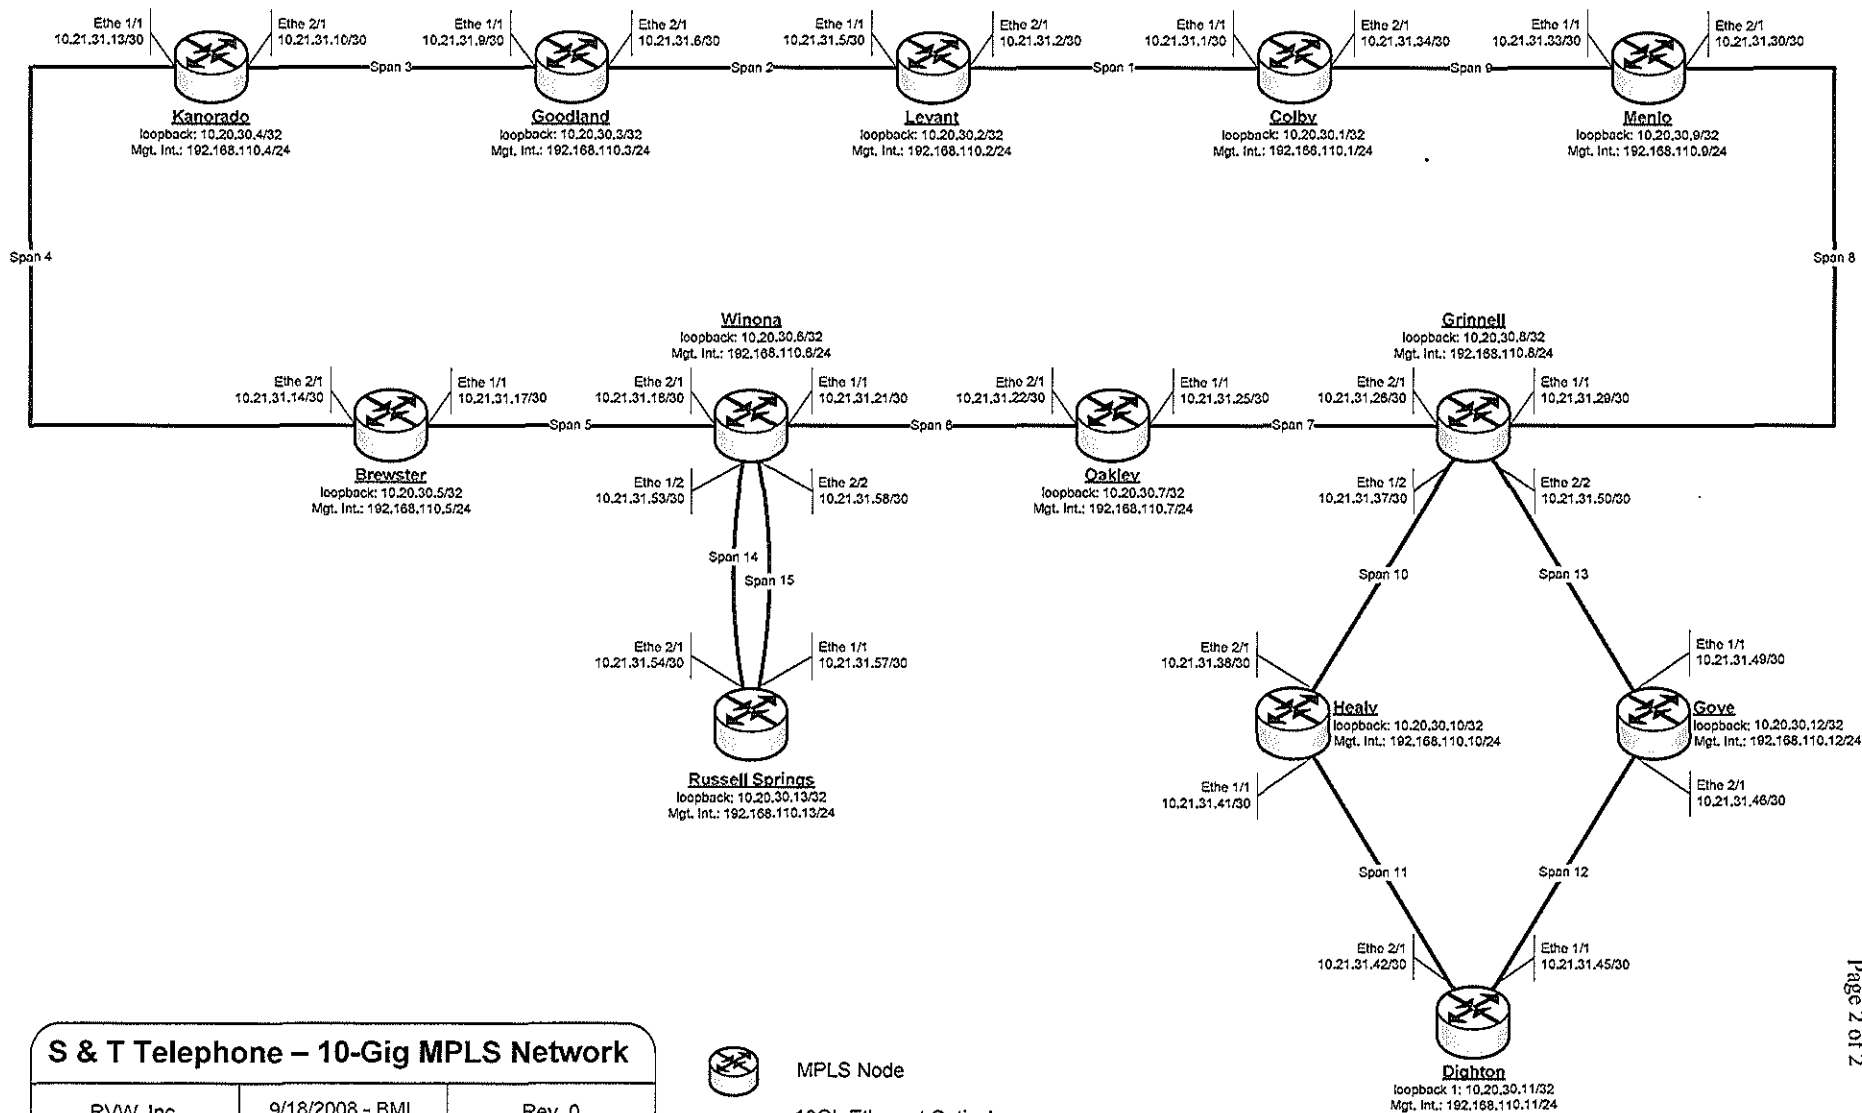 Ethe 1/1
10.21.31.13/30
Ethe 2/1
10.21.31.10/30
Ethe 1/1
10.21.31.9/30
Ethe 2/1
10.21.31.6/30
Ethe 1/1
10.21.31.5/30
Ethe 2/1
10.21.31.2/30
Ethe 1/1
10.21.31.1/30
Ethe 2/1
10.21.31.34/30
Ethe 1/1
10.21.31.33/30
Ethe 2/1
10.21.31.30/30
Span 3
Span 2
Span 1
Span 9
Kanorado
loopback: 10.20.30.4/32
Mgt. Int.: 192.168.110.4/24
Goodland
loopback: 10.20.30.3/32
Mgt. Int.: 192.168.110.3/24
Levant
loopback: 10.20.30.2/32
Mgt. Int.: 192.168.110.2/24
Colby
loopback: 10.20.30.1/32
Mgt. Int.: 192.168.110.1/24
Menlo
loopback: 10.20.30.9/32
Mgt. Int.: 192.168.110.9/24
Span 4
Span 8
Winona
loopback: 10.20.30.6/32
Mgt. Int.: 192.168.110.6/24
Grinnell
loopback: 10.20.30.8/32
Mgt. Int.: 192.168.110.8/24
Ethe 2/1
10.21.31.14/30
Ethe 1/1
10.21.31.17/30
Ethe 2/1
10.21.31.18/30
Ethe 1/1
10.21.31.21/30
Ethe 2/1
10.21.31.22/30
Ethe 1/1
10.21.31.25/30
Ethe 2/1
10.21.31.26/30
Ethe 1/1
10.21.31.29/30
Span 5
Span 6
Span 7
Brewster
loopback: 10.20.30.5/32
Mgt. Int.: 192.168.110.5/24
Ethe 1/2
10.21.31.53/30
Ethe 2/2
10.21.31.58/30
Oakley
loopback: 10.20.30.7/32
Mgt. Int.: 192.168.110.7/24
Ethe 1/2
10.21.31.37/30
Ethe 2/2
10.21.31.50/30
Span 14
Span 15
Span 10
Span 13
Ethe 2/1
10.21.31.54/30
Ethe 1/1
10.21.31.57/30
Ethe 2/1
10.21.31.38/30
Ethe 1/1
10.21.31.49/30
Healy
loopback: 10.20.30.10/32
Mgt. Int.: 192.168.110.10/24
Gove
loopback: 10.20.30.12/32
Mgt. Int.: 192.168.110.12/24
Russell Springs
loopback: 10.20.30.13/32
Mgt. Int.: 192.168.110.13/24
Ethe 1/1
10.21.31.41/30
Ethe 2/1
10.21.31.46/30
Span 11
Span 12
Ethe 2/1
10.21.31.42/30
Ethe 1/1
10.21.31.45/30
Dighton
loopback 1: 10.20.30.11/32
Mgt. Int.: 192.168.110.11/24
Page 2 of 2
S & T Telephone – 10-Gig MPLS Network
RVW, Inc.
9/18/2008 - BMI
Rev. 0
MPLS Node